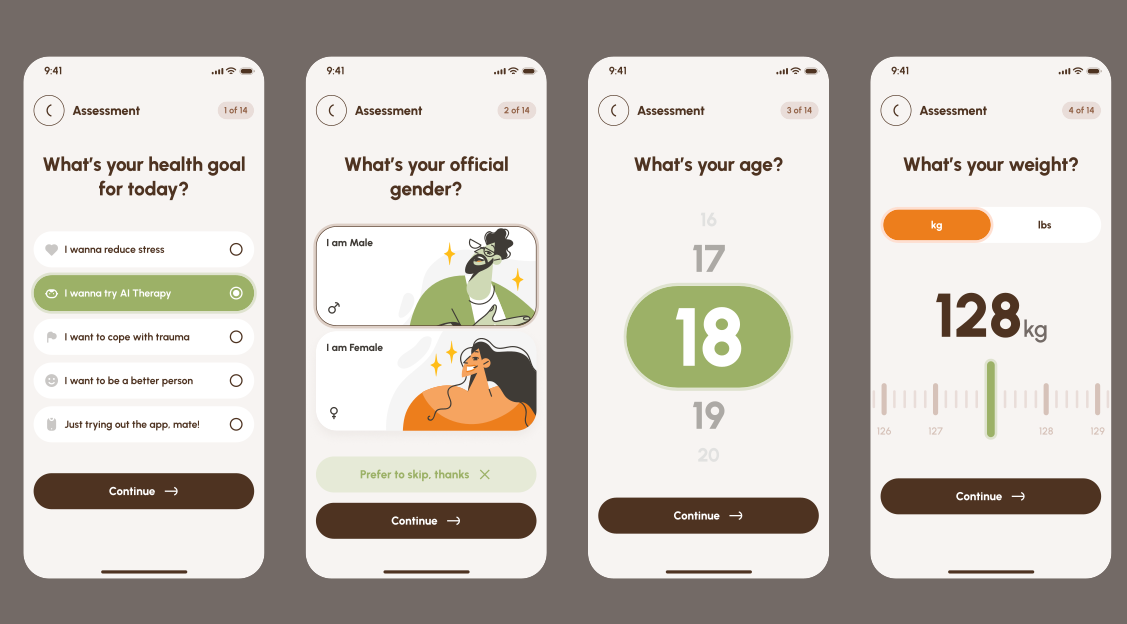 9:41
Assessment
1 of 14
What's your health goal
for today?
I wanna reduce stress
I wanna try AI Therapy
I want to cope with trauma
I want to be a better person
Just trying out the app, mate!
Continue
9:41
Assessment
2 of 14
What's your official
gender?
I am Male
I am Female
Prefer to skip, thanks
Continue
9:41
Assessment
3 of 14
What's your age?
16
17
18
19
20
Continue
9:41
Assessment
4 of 14
What's your weight?
kg
lbs
128kg
126
127
128
129
Continue